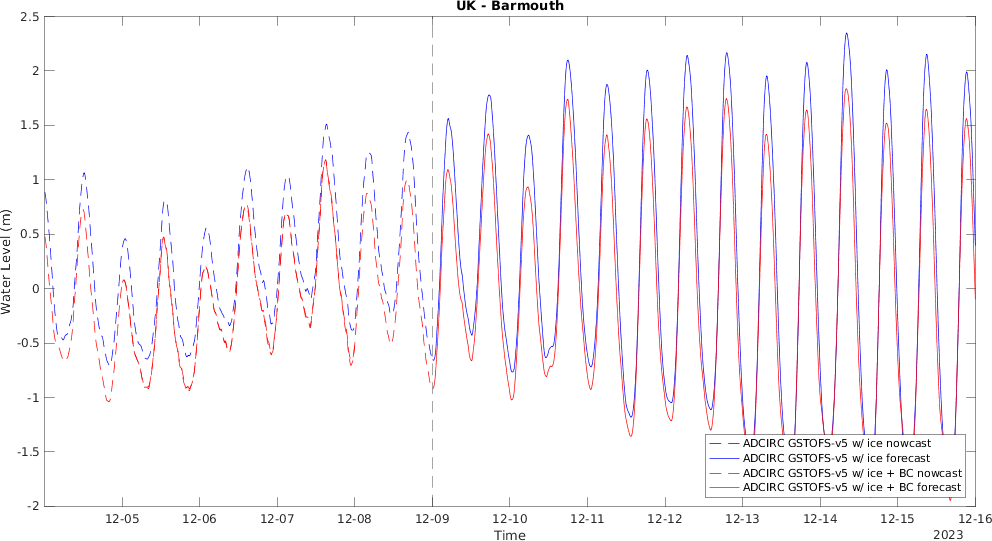 UK - Barmouth
2.5
2
1.5
1
0.5
0
-0.5
-1
-1.5
-2
Water Level (m)
12-05 12-06 12-07 12-08 12-09 12-10 12-11 12-12 12-13 12-14 12-15 12-16
Time
2023
ADCIRC GSTOFS-v5 w/ ice nowcast
ADCIRC GSTOFS-v5 w/ ice forecast
ADCIRC GSTOFS-v5 w/ ice + BC nowcast
ADCIRC GSTOFS-v5 w/ ice + BC forecast